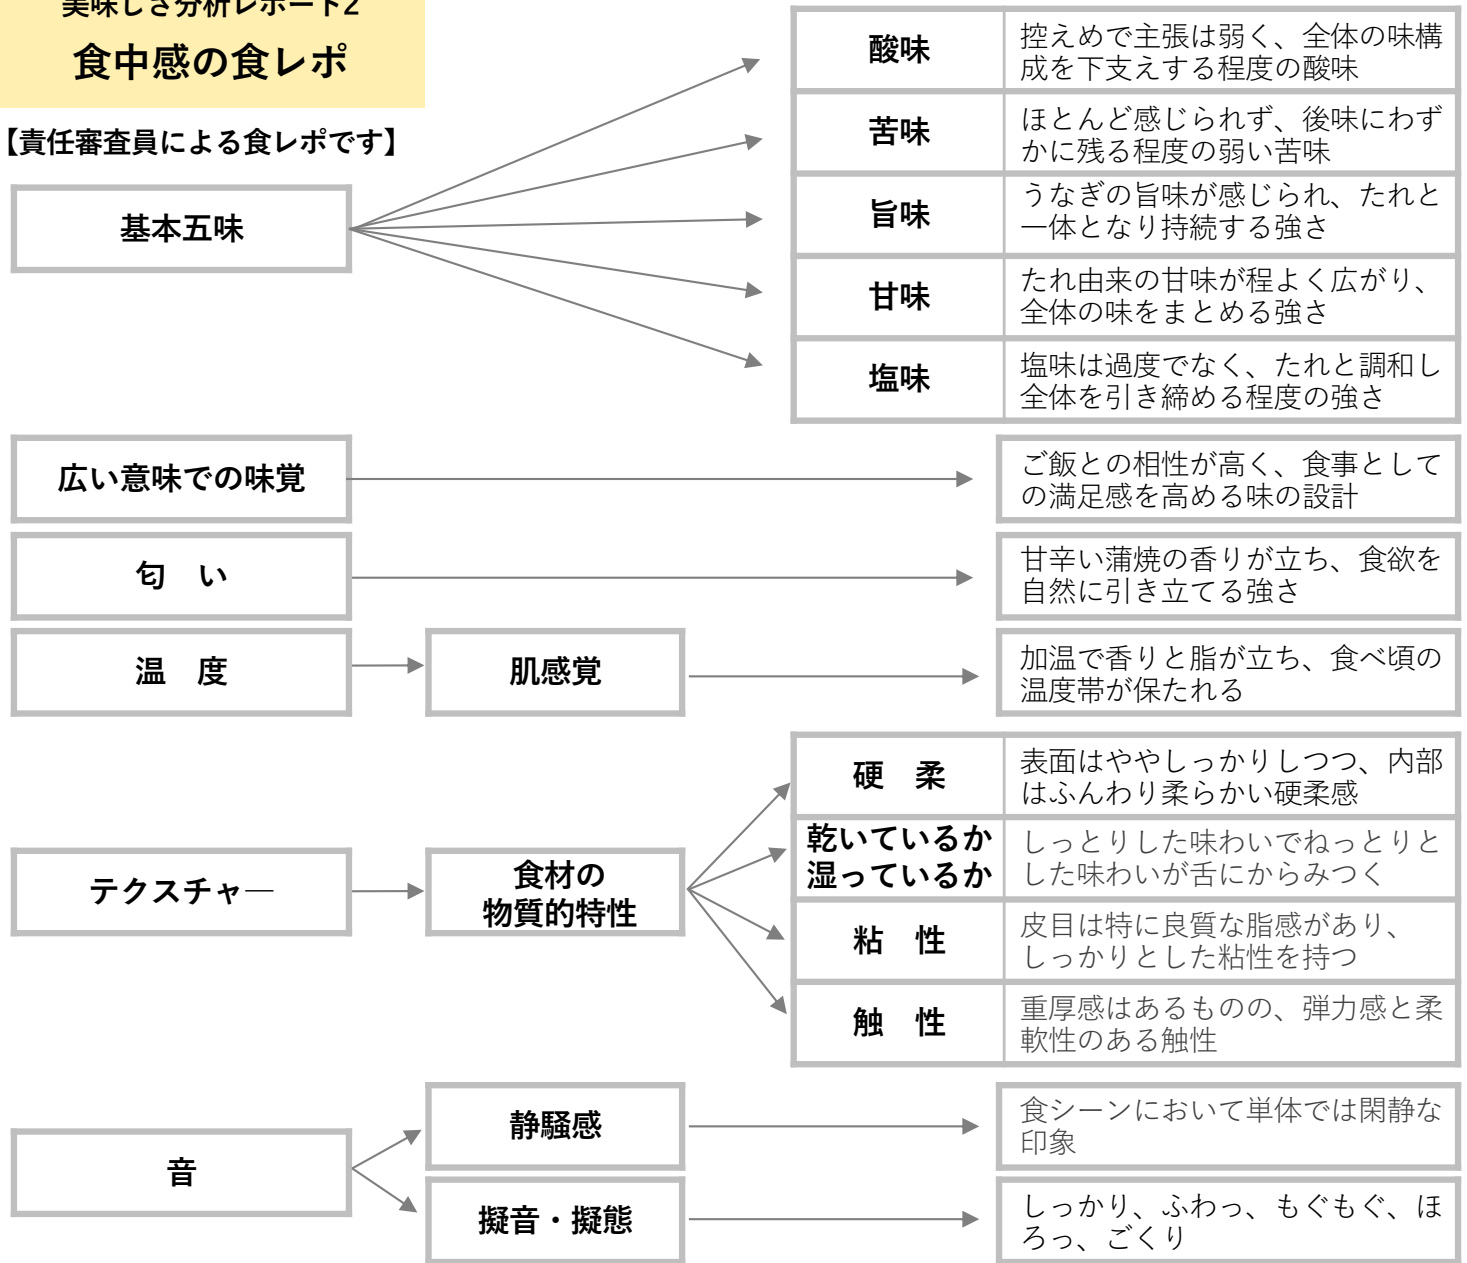 美味しさ分析レポート2
食中感の食レポ
【責任審査員による食レポです】
基本五味
酸味
控えめで主張は弱く、全体の味構
成を下支えする程度の酸味
苦味
ほとんど感じられず、後味にわず
かに残る程度の弱い苦味
旨味
うなぎの旨味が感じられ、たれと
一体となり持続する強さ
甘味
たれ由来の甘味が程よく広がり、
全体の味をまとめる強さ
塩味
塩味は過度でなく、たれと調和し
全体を引き締める程度の強さ
広い意味での味覚
ご飯との相性が高く、食事として
の満足感を高める味の設計
匂　い
甘辛い蒲焼の香りが立ち、食欲を
自然に引き立てる強さ
温　度
肌感覚
加温で香りと脂が立ち、食べ頃の
温度帯が保たれる
テクスチャ―
食材の
物質的特性
硬　柔
表面はややしっかりしつつ、内部
はふんわり柔らかい硬柔感
乾いているか
湿っているか
しっとりした味わいでねっとりと
した味わいが舌にからみつく
粘　性
皮目は特に良質な脂感があり、
しっかりとした粘性を持つ
触　性
重厚感はあるものの、弾力感と柔
軟性のある触性
音
静騒感
食シーンにおいて単体では閑静な
印象
擬音・擬態
しっかり、ふわっ、もぐもぐ、ほ
ろっ、ごくり